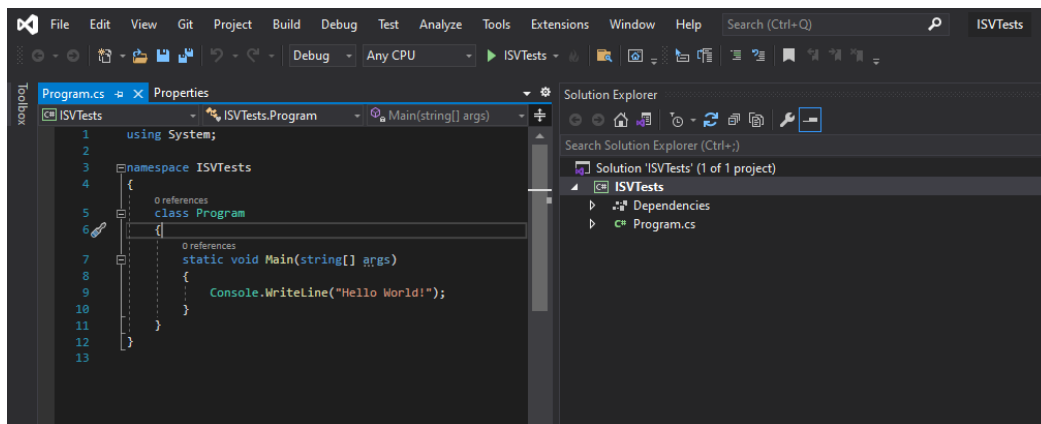 File Edit View Git Project Build Debug Test Analyze Tools Extensions Window Help Search (Ctrl+Q) ISVTests
Debug Any CPU ISVTests
Toolbox
Program.cs Properties
C# ISVTests ISVTests.Program Main(string[] args)
1 using System;
2
3 namespace ISVTests
4 {
0 references
5 class Program
6 {
0 references
7 static void Main(string[] args)
8 {
9 Console.WriteLine("Hello World!");
10 }
11 }
12 }
13
Solution Explorer
Search Solution Explorer (Ctrl+;)
Solution 'ISVTests' (1 of 1 project)
C# ISVTests
Dependencies
C# Program.cs